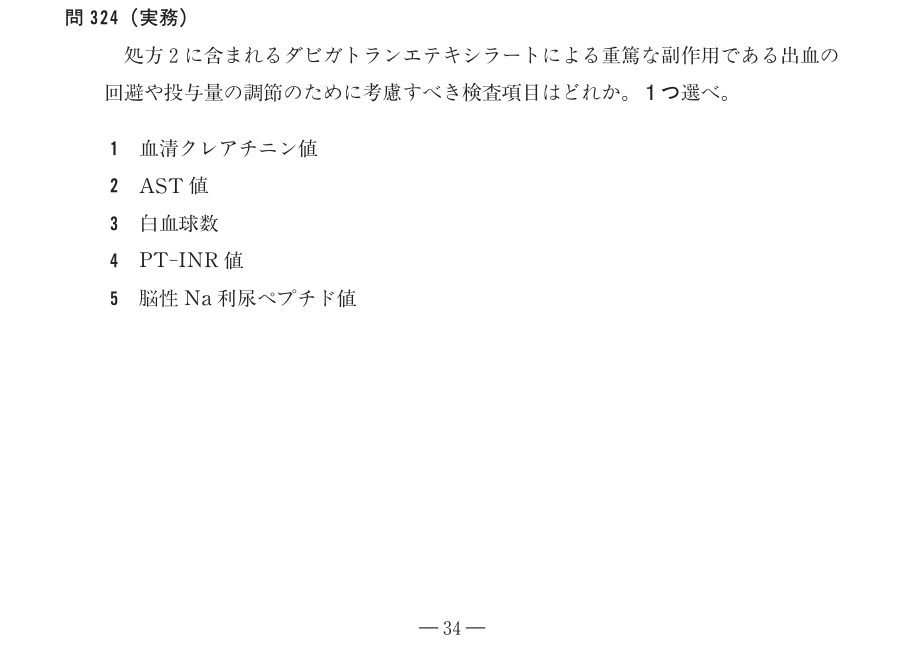 問 324（実務）
処方2に含まれるダビガトランエテキシラートによる重篤な副作用である出血の
回避や投与量の調節のために考慮すべき検査項目はどれか。1つ選べ。
1 血清クレアチニン値
2 AST 値
3 白血球数
4 PT-INR 値
5 脳性 Na 利尿ペプチド値
— 34 —